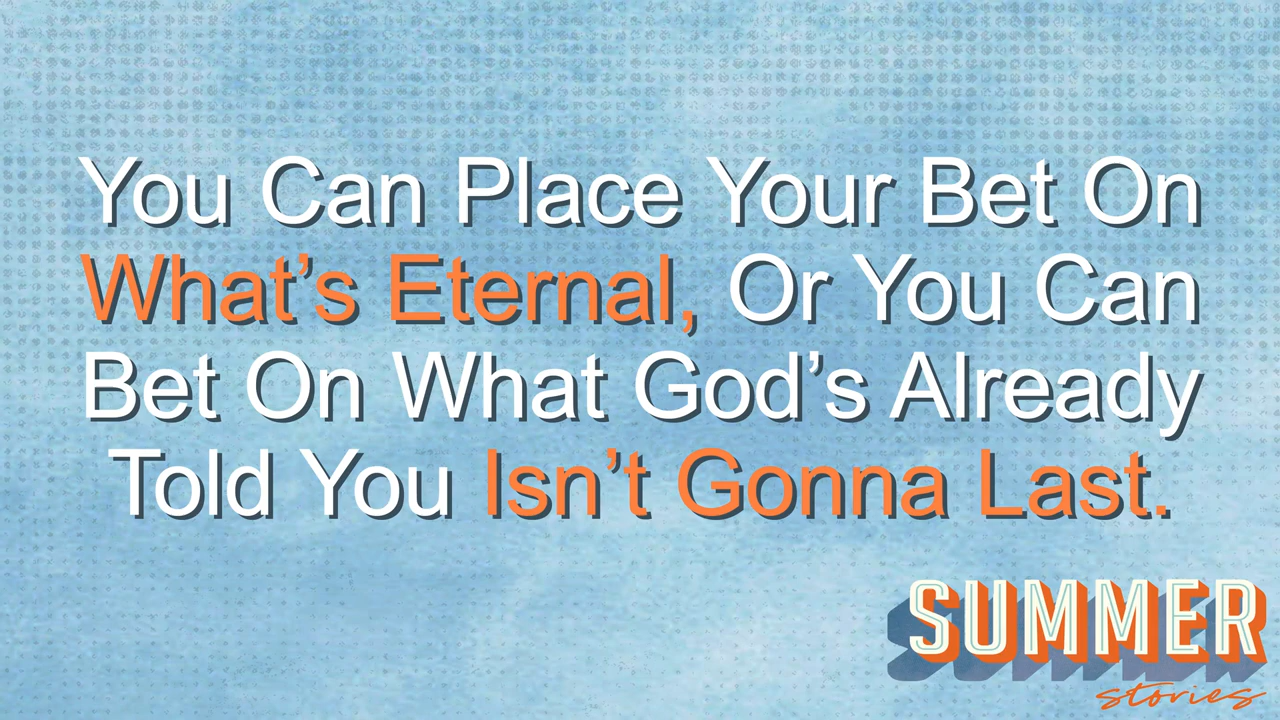 You Can Place Your Bet On
What’s Eternal, Or You Can
Bet On What God’s Already
Told You Isn’t Gonna Last.
SUMMER
stories